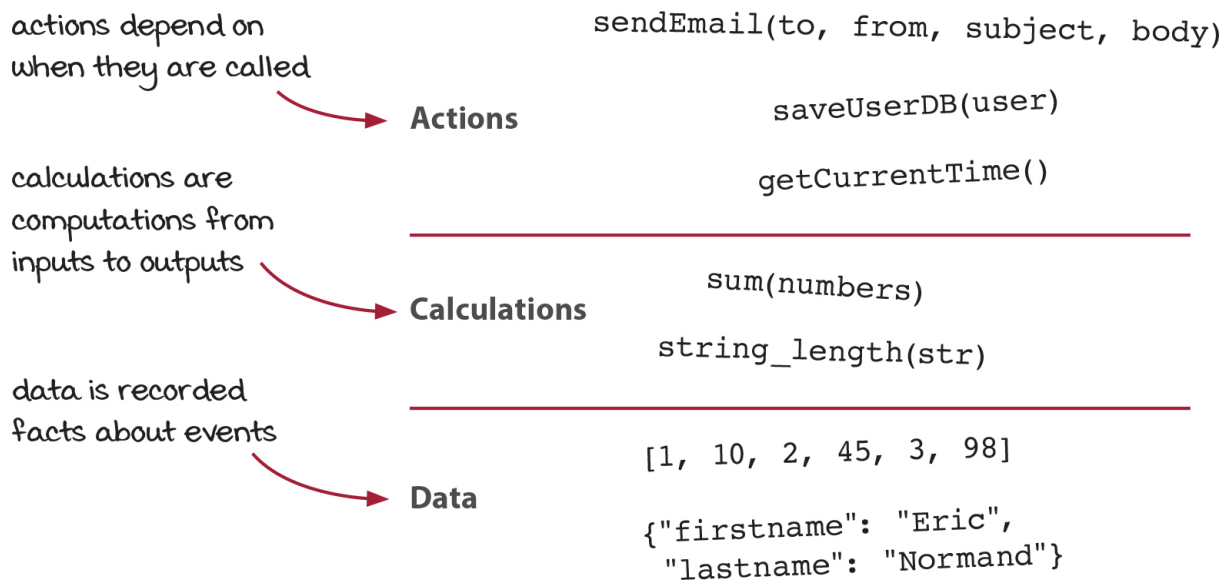 actions depend on
when they are called
Actions
sendEmail(to, from, subject, body)
saveUserDB(user)
getCurrentTime()
calculations are
computations from
inputs to outputs
Calculations
sum(numbers)
string_length(str)
data is recorded
facts about events
Data
[1, 10, 2, 45, 3, 98]
{"firstname": "Eric",
"lastname": "Normand"}